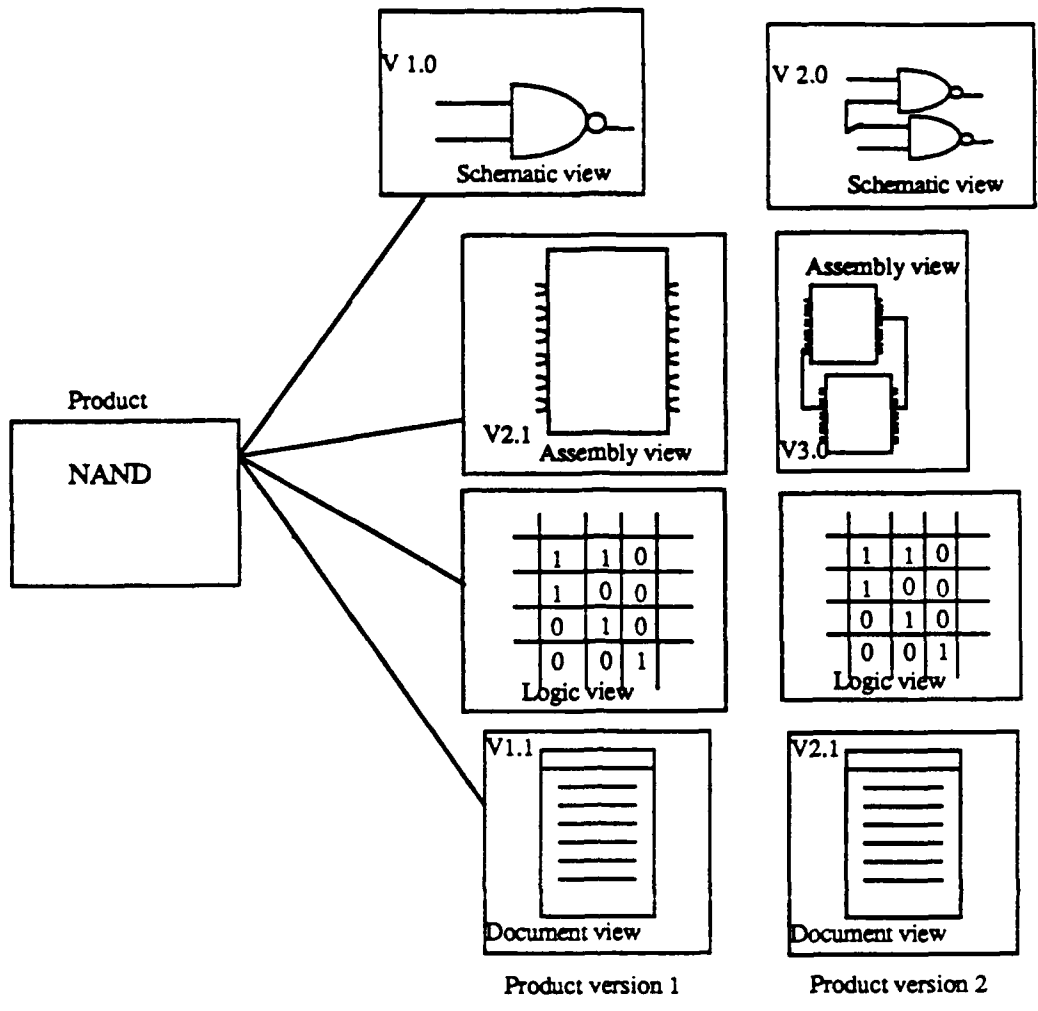 V 1.0
Schematic view
V 2.0
Schematic view
V2.1
Assembly view
Assembly view
V3.0
Product
NAND
1 1 0
1 0 0
0 1 0
0 0 1
Logic view
1 1 0
1 0 0
0 1 0
0 0 1
Logic view
V1.1
Document view
V2.1
Document view
Product version 1
Product version 2